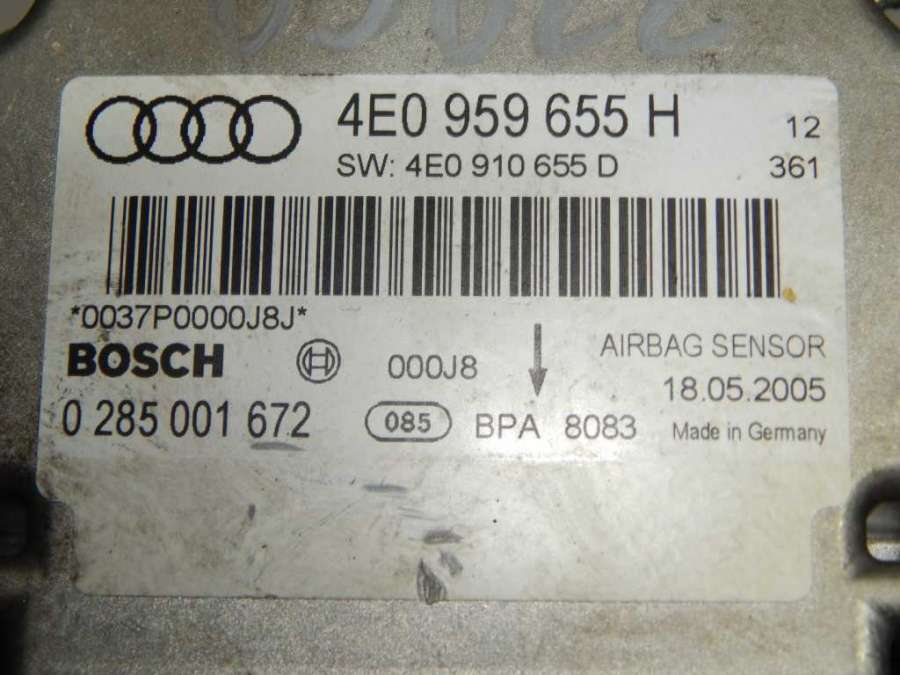 4E0 959 655 H 12
SW: 4E0 910 655 D 361
*0037P0000J8J*
BOSCH 000J8 AIRBAG SENSOR
18.05.2005
0 285 001 672 085 BPA 8083 Made in Germany